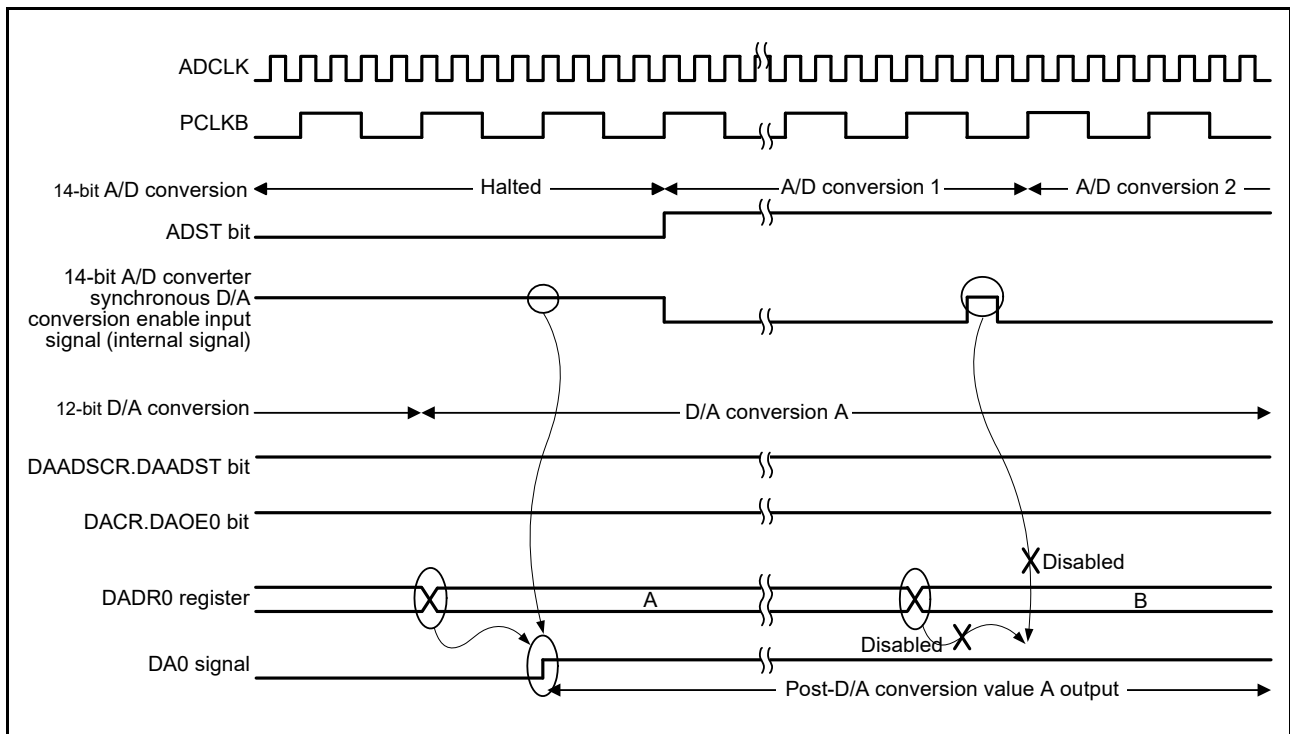 ADCLK
PCLKB
14-bit A/D conversion
Halted
A/D conversion 1
A/D conversion 2
ADST bit
14-bit A/D converter
synchronous D/A
conversion enable input
signal (internal signal)
12-bit D/A conversion
D/A conversion A
DAADSCR.DAADST bit
DACR.DAOE0 bit
Disabled
DADR0 register
A
B
Disabled
DA0 signal
Post-D/A conversion value A output